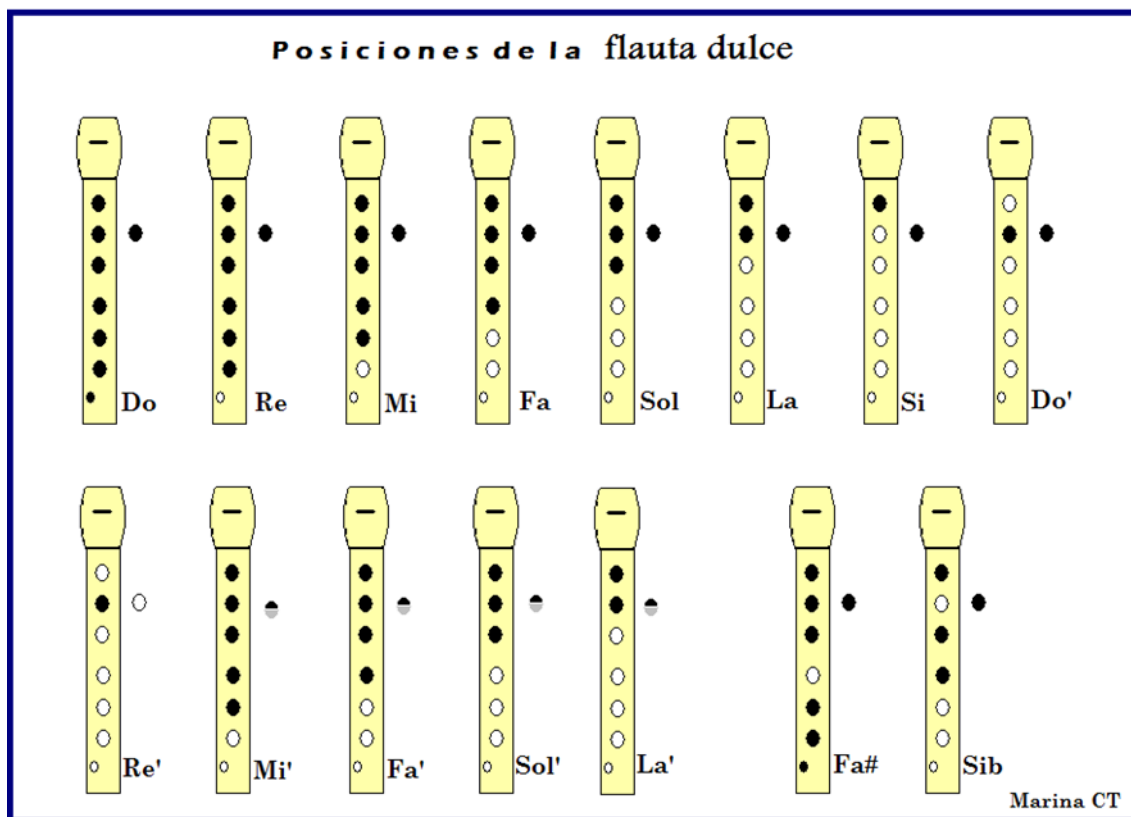 Posiciones de la flauta dulce
Do Re Mi Fa Sol La Si Do'
Re' Mi' Fa' Sol' La' Fa# Sib
Marina CT